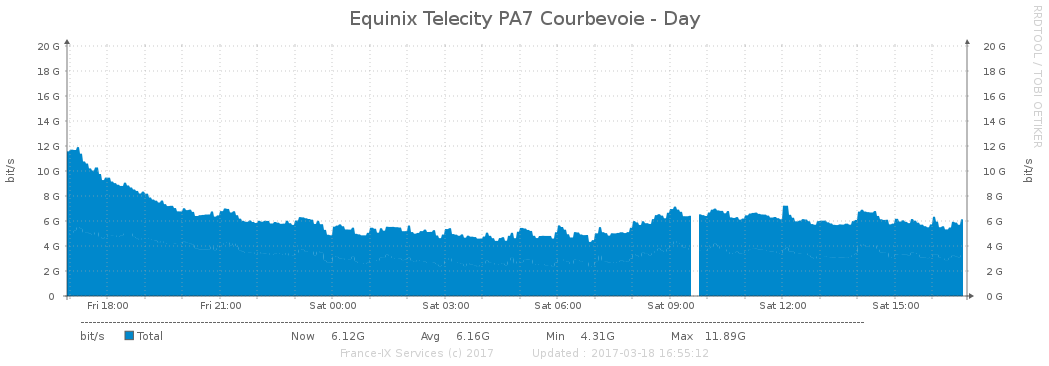 Equinix Telecity PA7 Courbevoie - Day
RRDTOOL / TOBI OETIKER
bit/s
20 G 20 G
18 G 18 G
16 G 16 G
14 G 14 G
12 G 12 G
10 G 10 G
8 G 8 G
6 G 6 G
4 G 4 G
2 G 2 G
0 0 G
bit/s
Fri 18:00 Fri 21:00 Sat 00:00 Sat 03:00 Sat 06:00 Sat 09:00 Sat 12:00 Sat 15:00
bit/s Total Now 6.12G Avg 6.16G Min 4.31G Max 11.89G
France-IX Services (c) 2017 Updated : 2017-03-18 16:55:12